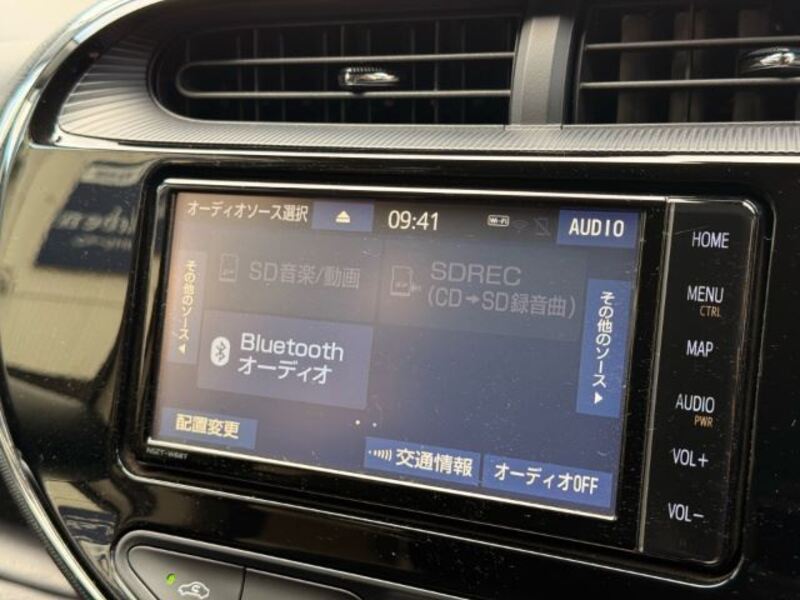 オーディオソース選択
⏏
09:41
Wi-Fi
AUDIO
その他のソース◀
SD音楽/動画
SDREC
(CD➡SD録音曲)
その他のソース▶
Bluetooth
オーディオ
配置変更
交通情報
オーディオOFF
NSZT-W68T
HOME
MENU
CTRL
MAP
AUDIO
PWR
VOL+
VOL-